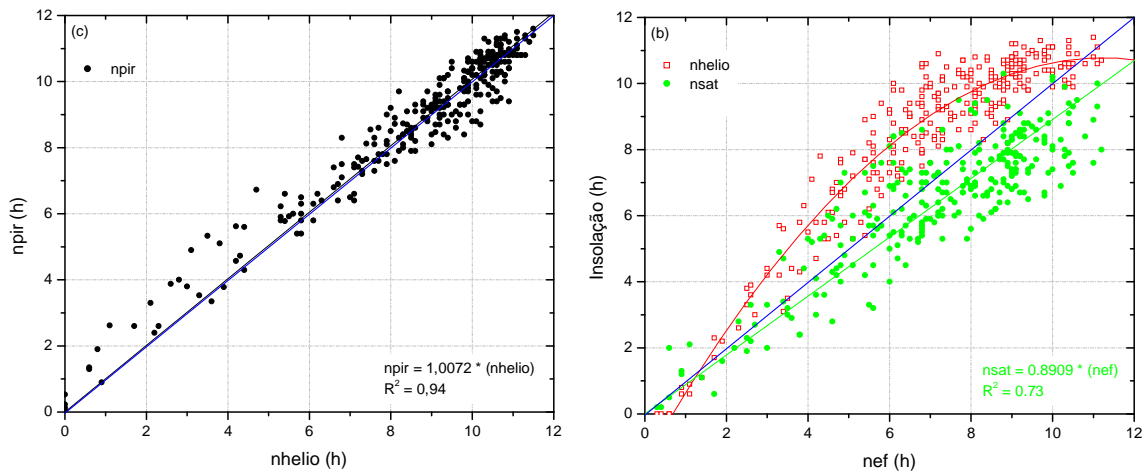 (c)
npir
npir (h)
12
10
8
6
4
2
0
npir = 1,0072 * (nhelio)
R² = 0,94
0 2 4 6 8 10 12
nhelio (h)
(b)
nhelio
nsat
Insolação (h)
12
10
8
6
4
2
0
nsat = 0.8909 * (nef)
R² = 0.73
0 2 4 6 8 10 12
nef (h)